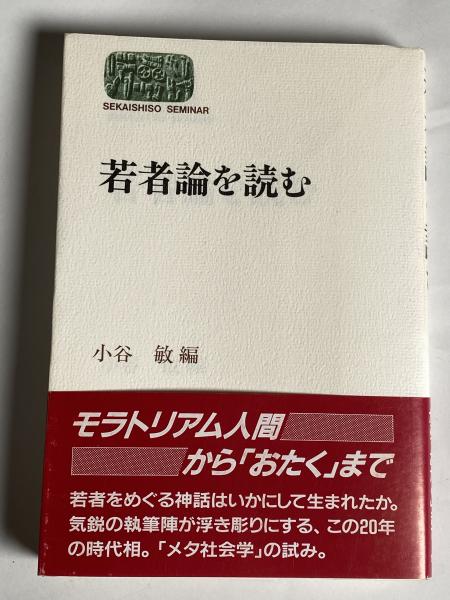 SEKAISHISO SEMINAR
若者論を読む
小谷 敏編
モラトリアム人間
から「おたく」まで
若者をめぐる神話はいかにして生まれたか。
気鋭の執筆陣が浮き彫りにする、この20年
の時代相。「メタ社会学」の試み。